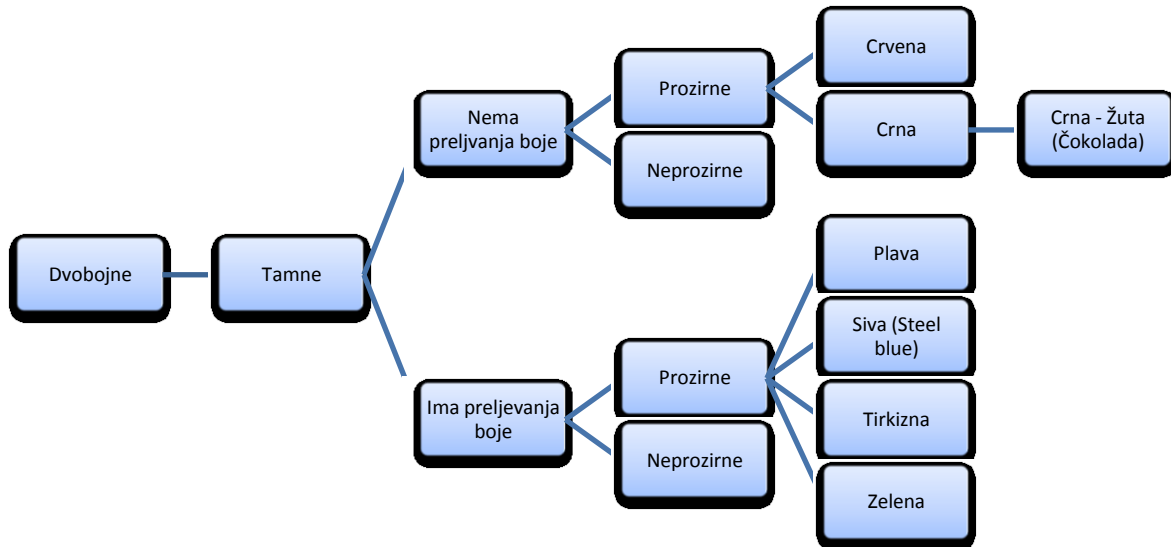 Dvobojne
Tamne
Nema
preljvanja boje
Prozirne
Crvena
Crna
Crna - Žuta
(Čokolada)
Neprozirne
Ima preljevanja
boje
Prozirne
Plava
Siva (Steel
blue)
Tirkizna
Zelena
Neprozirne